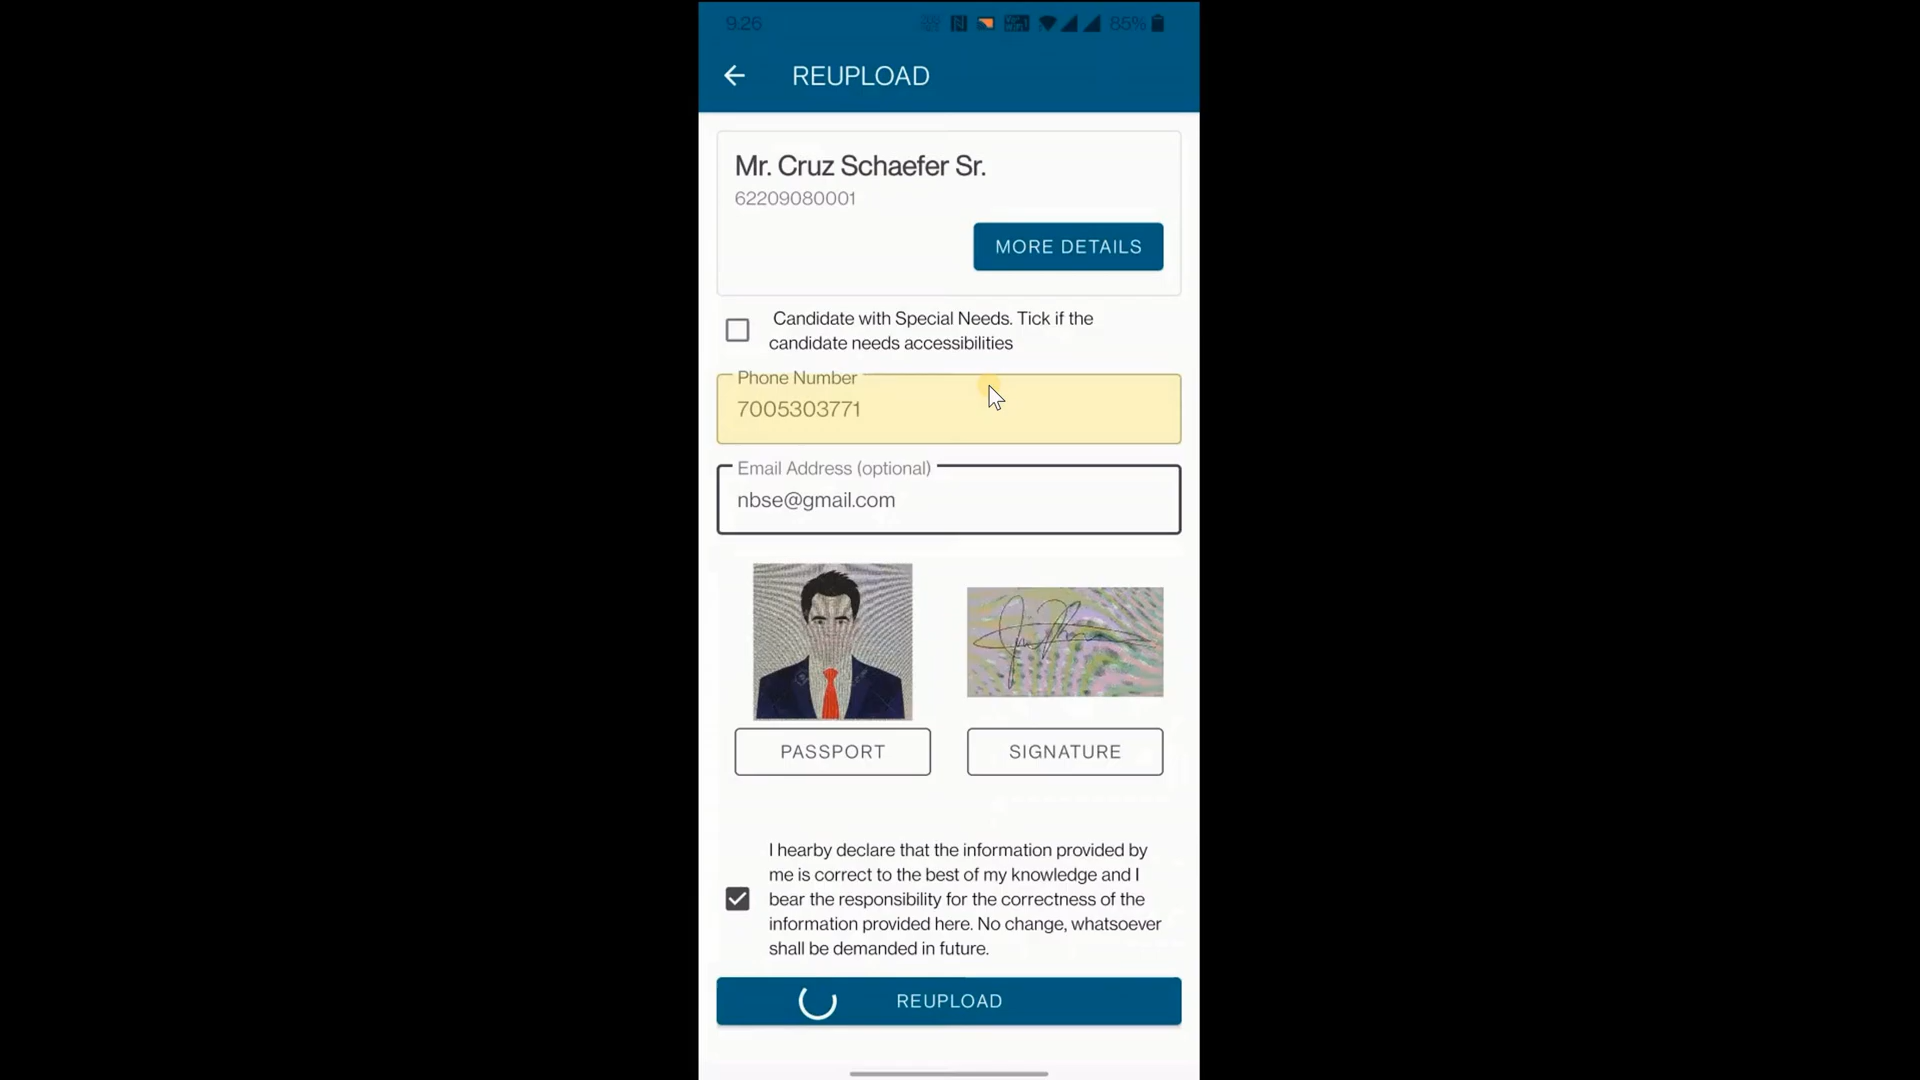 9.26
85%
REUPLOAD
Mr. Cruz Schaefer Sr.
62209080001
MORE DETAILS
Candidate with Special Needs. Tick if the
candidate needs accessibilities
Phone Number
7005303771
Email Address (optional)
nbse@gmail.com
PASSPORT
SIGNATURE
I hearby declare that the information provided by
me is correct to the best of my knowledge and I
bear the responsibility for the correctness of the
information provided here. No change, whatsoever
shall be demanded in future.
REUPLOAD